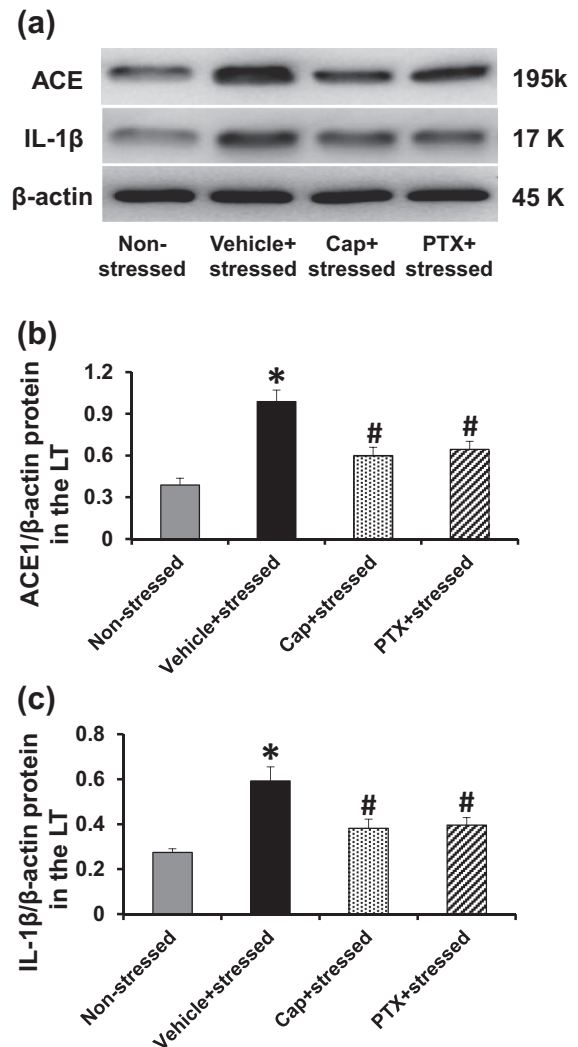 (a)
ACE
195k
IL-1β
17 K
β-actin
45 K
Non-
stressed
Vehicle+
stressed
Cap+
stressed
PTX+
stressed
(b)
ACE1/β-actin protein
in the LT
1.2
0.9
0.6
0.3
0
*
#
#
Non-stressed
Vehicle+stressed
Cap+stressed
PTX+stressed
(c)
IL-1β/β-actin protein
in the LT
0.8
0.6
0.4
0.2
0
*
#
#
Non-stressed
Vehicle+stressed
Cap+stressed
PTX+stressed